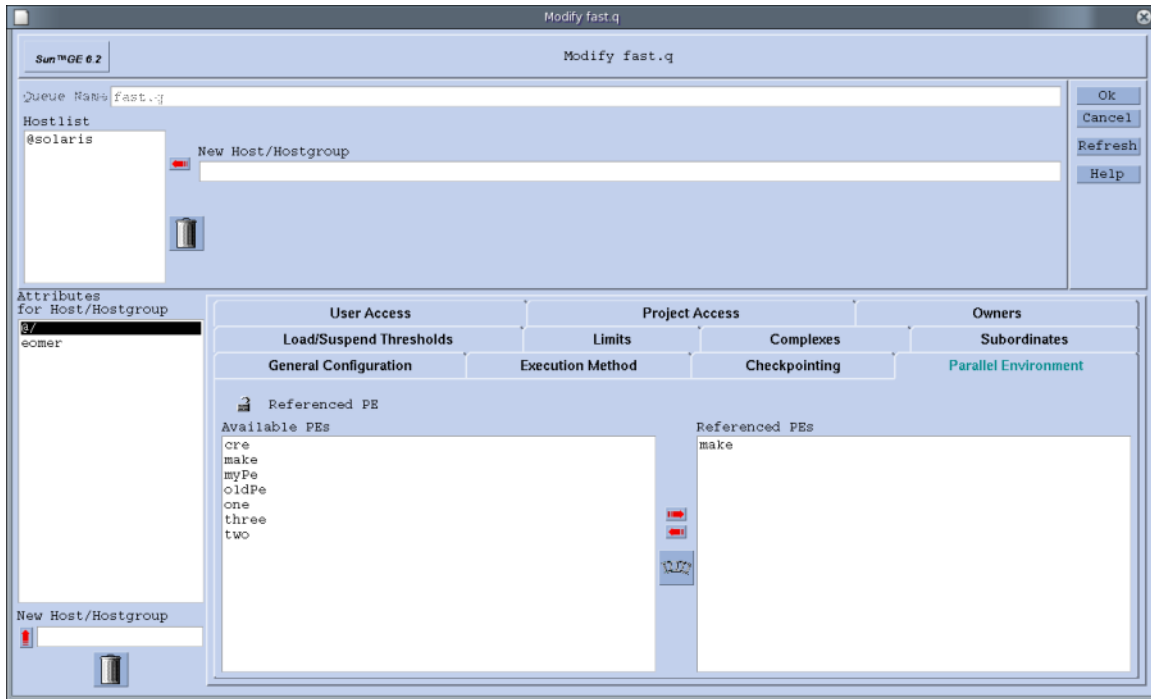 Modify fast.q
Sun™GE 6.2
Modify fast.q
Queue Name fast.q
Ok
Cancel
Refresh
Help
Hostlist
@solaris
New Host/Hostgroup
Attributes
for Host/Hostgroup
@/
eomer
New Host/Hostgroup
User Access Project Access Owners
Load/Suspend Thresholds Limits Complexes Subordinates
General Configuration Execution Method Checkpointing Parallel Environment
Referenced PE
Available PEs
cre
make
myPe
oldPe
one
three
two
Referenced PEs
make